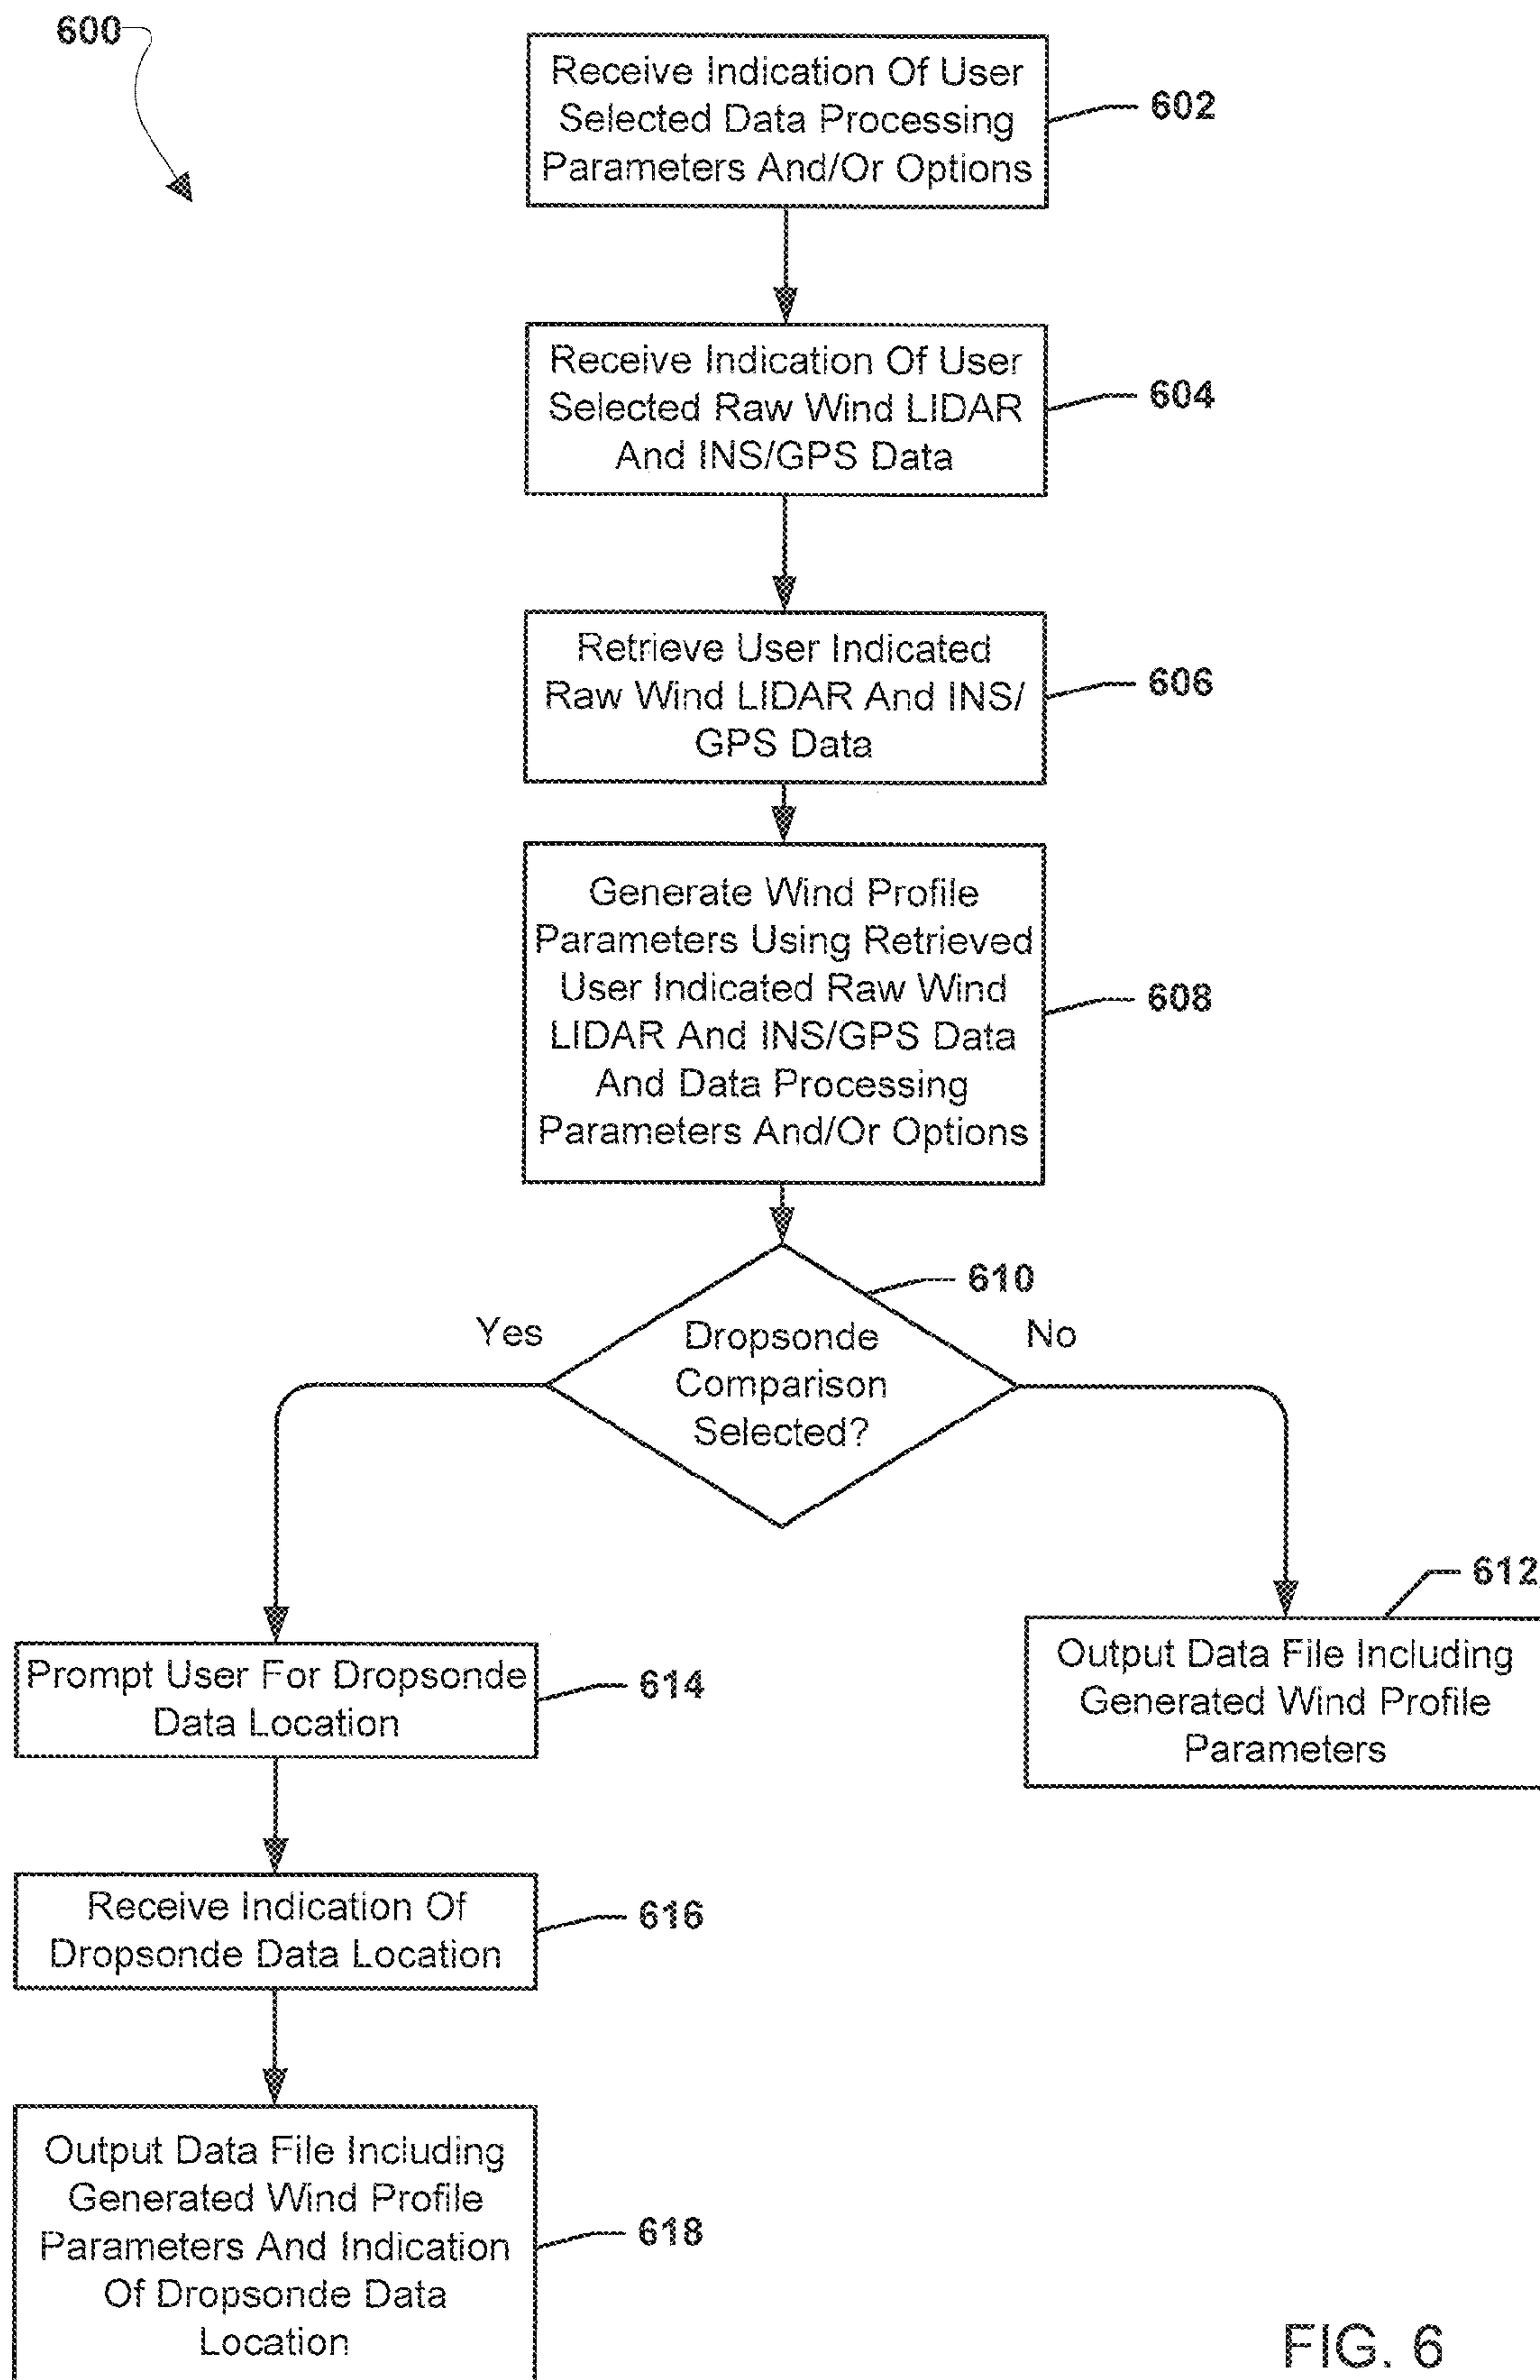 600
Receive Indication Of User
Selected Data Processing
Parameters And/Or Options
602
Receive Indication Of User
Selected Raw Wind LIDAR
And INS/GPS Data
604
Retrieve User Indicated
Raw Wind LIDAR And INS/
GPS Data
606
Generate Wind Profile
Parameters Using Retrieved
User Indicated Raw Wind
LIDAR And INS/GPS Data
And Data Processing
Parameters And/Or Options
608
610
Yes
Dropsonde
Comparison
Selected?
No
612
Output Data File Including
Generated Wind Profile
Parameters
Prompt User For Dropsonde
Data Location
614
Receive Indication Of
Dropsonde Data Location
616
Output Data File Including
Generated Wind Profile
Parameters And Indication
Of Dropsonde Data
Location
618
FIG. 6